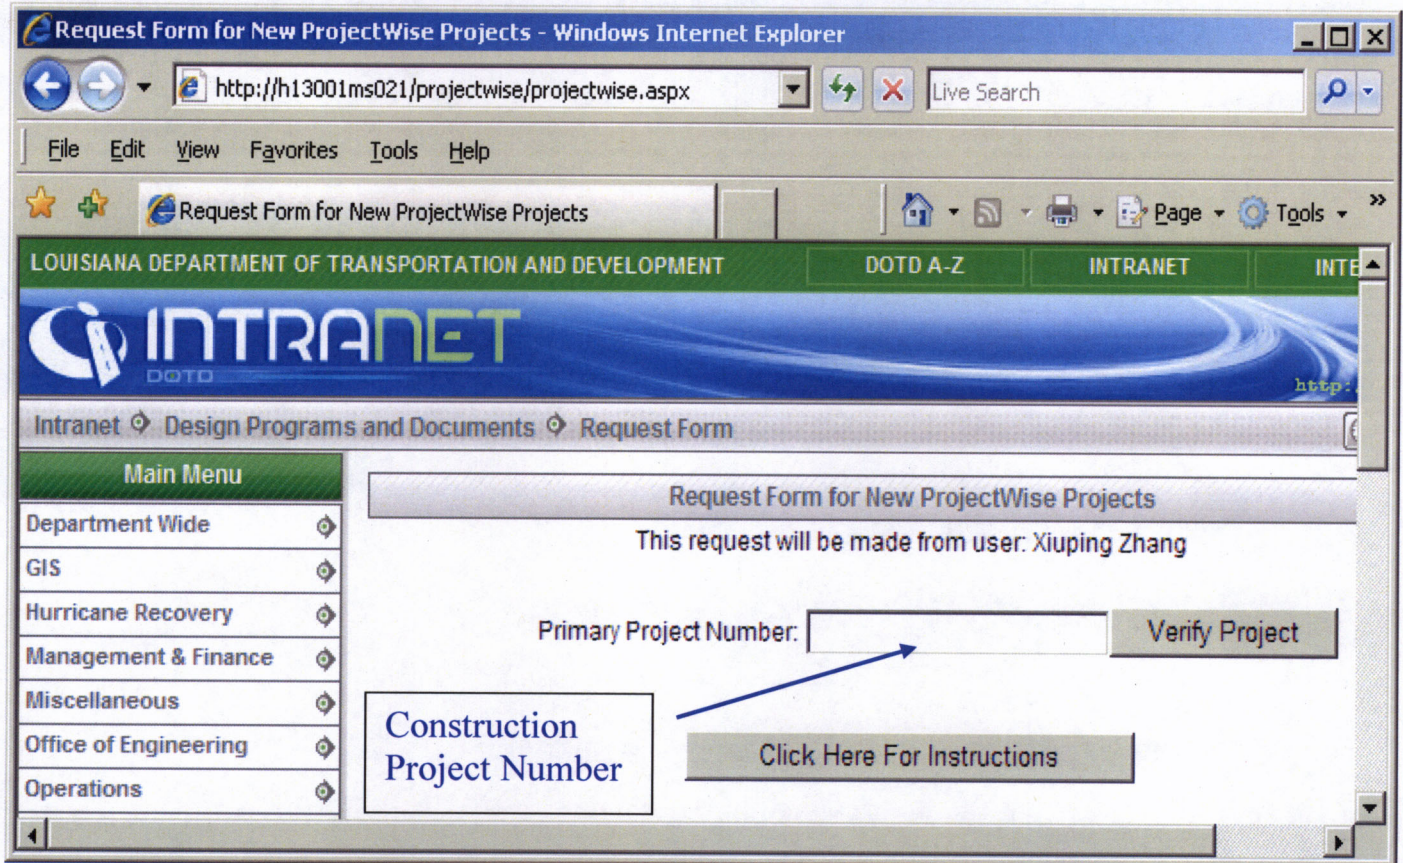 Request Form for New ProjectWise Projects - Windows Internet Explorer
http://h13001ms021/projectwise/projectwise.aspx
Live Search
File Edit View Favorites Tools Help
Request Form for New ProjectWise Projects
Page Tools »
LOUISIANA DEPARTMENT OF TRANSPORTATION AND DEVELOPMENT DOTD A-Z INTRANET INTE
INTRANET
DOTD
http:
Intranet Design Programs and Documents Request Form
Main Menu
Department Wide
GIS
Hurricane Recovery
Management & Finance
Miscellaneous
Office of Engineering
Operations
Request Form for New ProjectWise Projects
This request will be made from user: Xiuping Zhang
Primary Project Number: Verify Project
Construction
Project Number
Click Here For Instructions